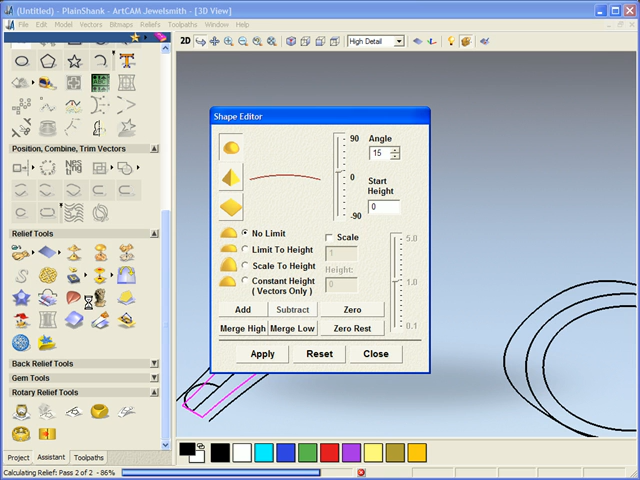 (Untitled) - PlainShank - ArtCAM Jewelsmith - [3D View]
File Edit View Vectors Bitmaps Reliefs Toolpaths Window Help
2D
High Detail
Position, Combine, Trim Vectors
Relief Tools
Back Relief Tools
Gem Tools
Rotary Relief Tools
Project Assistant Toolpaths
Calculating Relief: Pass 2 of 2 - 86%
Shape Editor
90
0
-90
Angle
15
Start
Height
0
No Limit
Limit To Height
Scale To Height
Constant Height
( Vectors Only )
Scale
1
Height:
0
5.0
1.0
0.1
Add Subtract Zero
Merge High Merge Low Zero Rest
Apply Reset Close